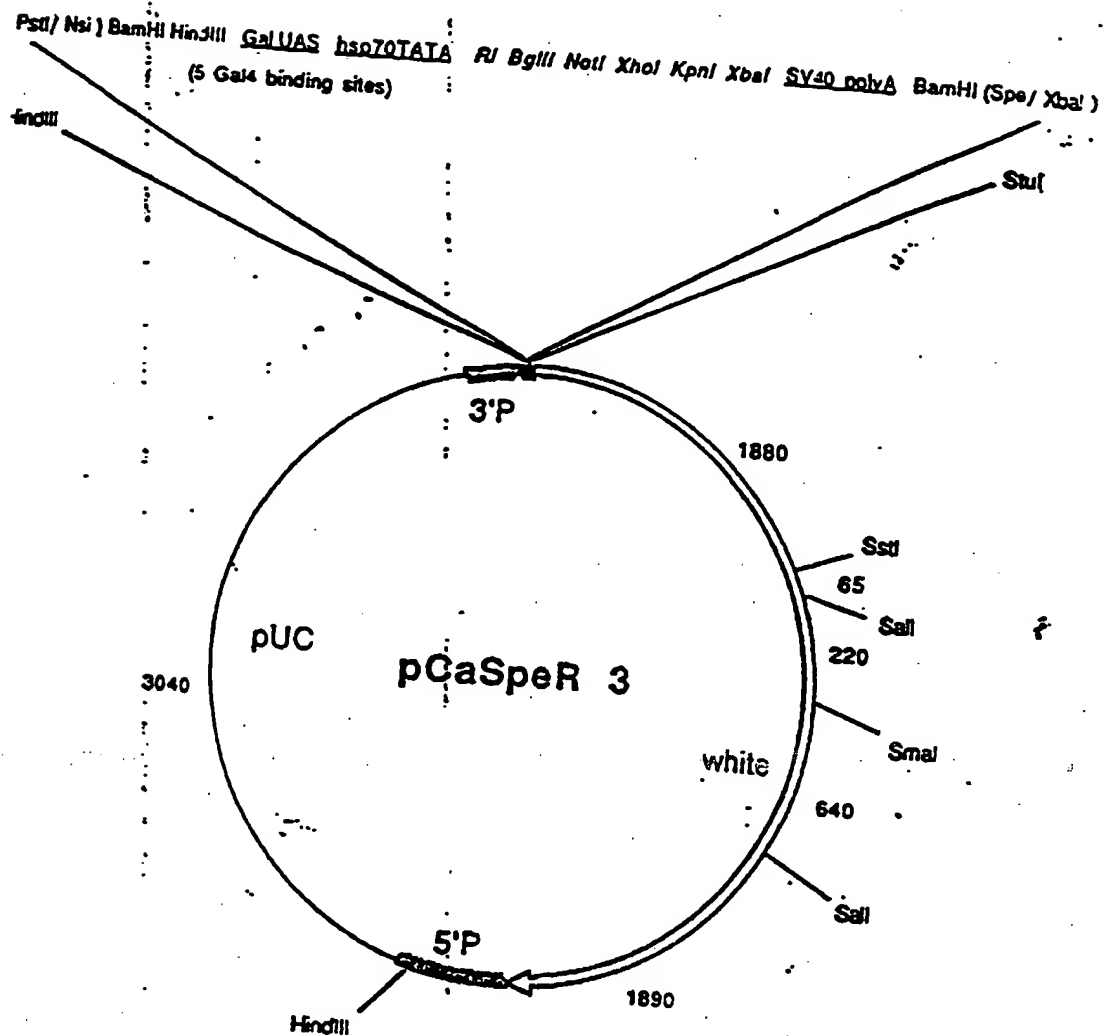 Pstl/ Nsi ) BamHI HindIII GalUAS hsp70TATA RI BglII NotI XhoI KpnI XbaI SV40 polyA BamHI (Spe/ XbaI )
(5 Gal4 binding sites)
HindIII
StuI
3'P
1880
SstI
65
SalI
220
pUC
pCaSpeR 3
3040
SmaI
white
640
SalI
5'P
1890
HindIII